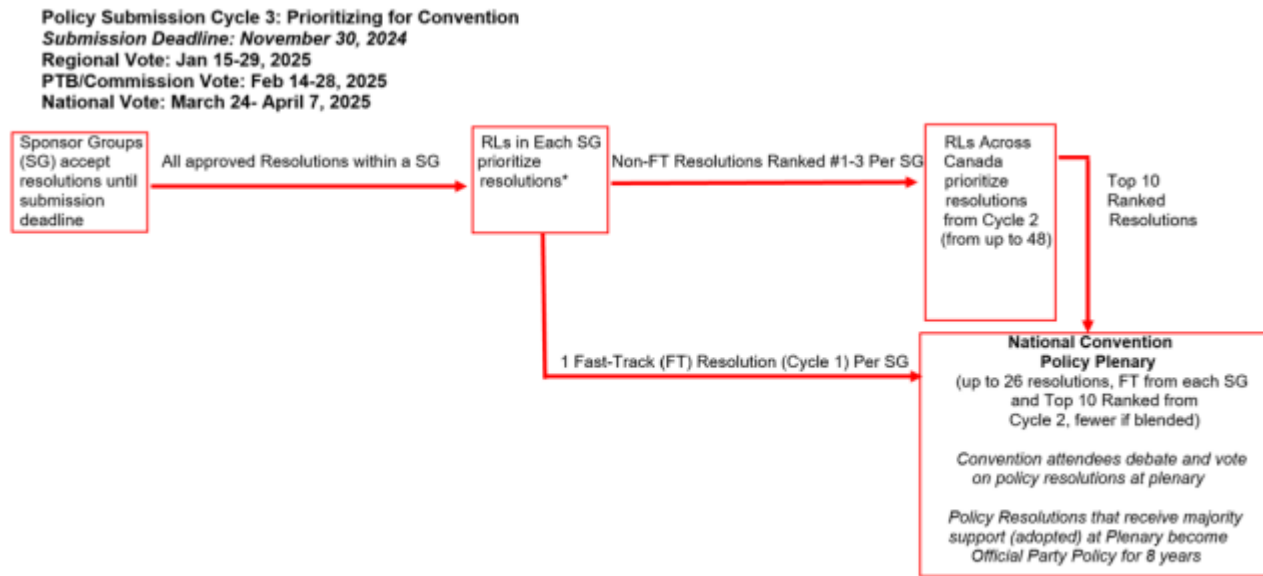 Policy Submission Cycle 3: Prioritizing for Convention
Submission Deadline: November 30, 2024
Regional Vote: Jan 15-29, 2025
PTB/Commission Vote: Feb 14-28, 2025
National Vote: March 24- April 7, 2025
Sponsor Groups
(SG) accept
resolutions until
submission
deadline
All approved Resolutions within a SG
RLs in Each SG
prioritize
resolutions*
Non-FT Resolutions Ranked #1-3 Per SG
RLs Across
Canada
prioritize
resolutions
from Cycle 2
(from up to 48)
Top 10
Ranked
Resolutions
1 Fast-Track (FT) Resolution (Cycle 1) Per SG
National Convention
Policy Plenary
(up to 26 resolutions, FT from each SG
and Top 10 Ranked from
Cycle 2, fewer if blended)
Convention attendees debate and vote
on policy resolutions at plenary
Policy Resolutions that receive majority
support (adopted) at Plenary become
Official Party Policy for 8 years